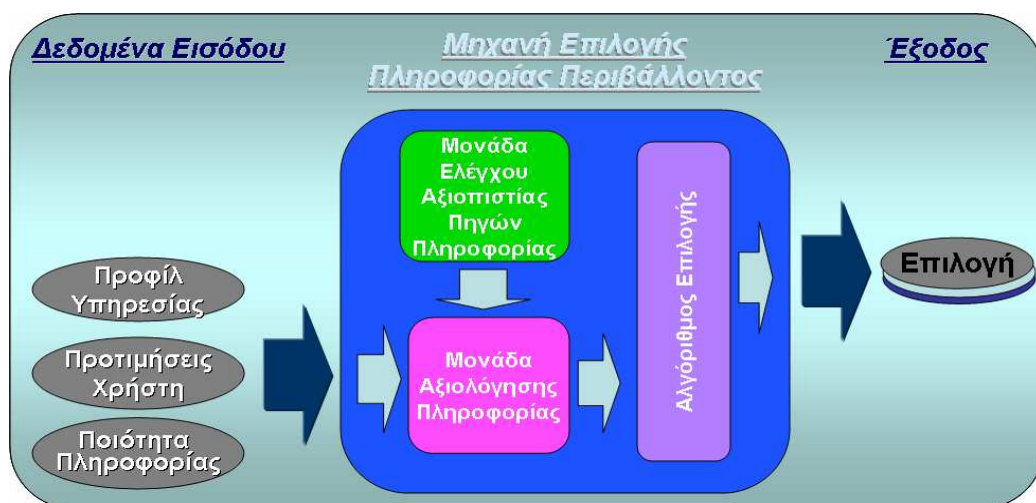 Δεδομένα Εισόδου
Μηχανή Επιλογής
Πληροφορίας Περιβάλλοντος
Έξοδος
Μονάδα
Ελέγχου
Αξιοπιστίας
Πηγών
Πληροφορίας
Προφίλ
Υπηρεσίας
Προτιμήσεις
Χρήστη
Ποιότητα
Πληροφορίας
Μονάδα
Αξιολόγησης
Πληροφορίας
Αλγόριθμος Επιλογής
Επιλογή